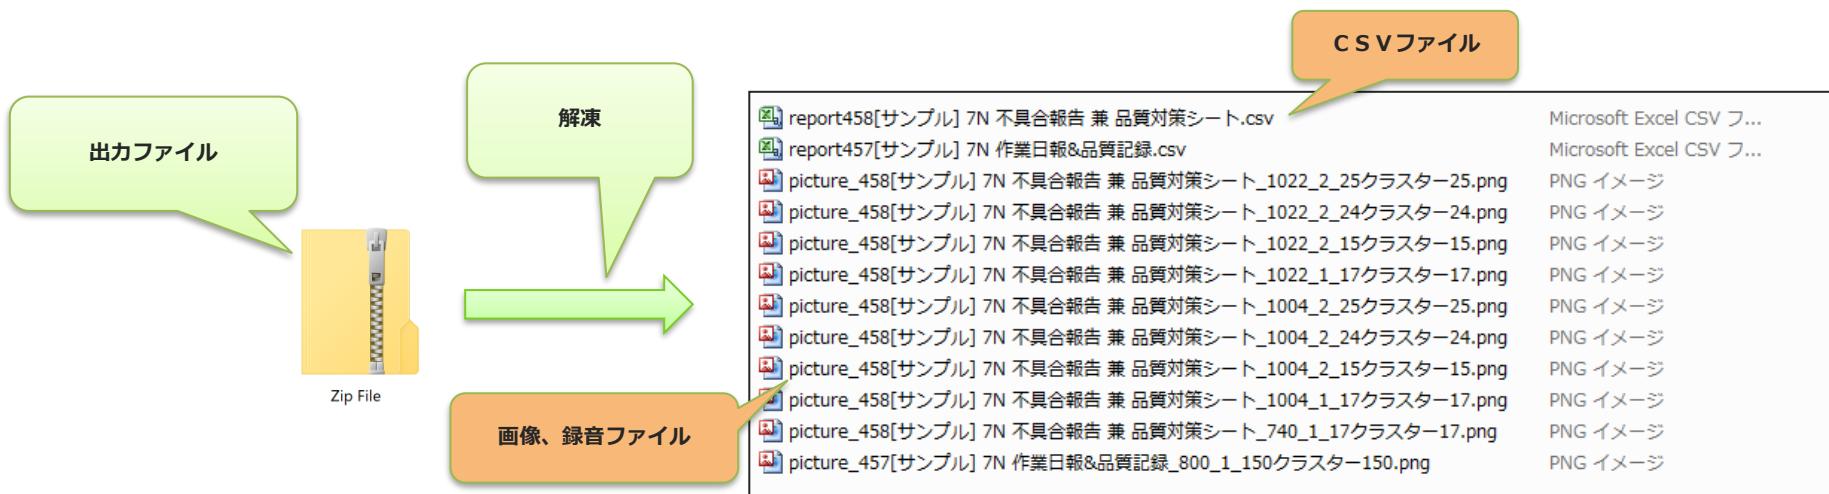 CSVファイル
解凍
出力ファイル
report458[サンプル] 7N 不具合報告 兼 品質対策シート.csv Microsoft Excel CSV フ...
report457[サンプル] 7N 作業日報&品質記録.csv Microsoft Excel CSV フ...
picture_458[サンプル] 7N 不具合報告 兼 品質対策シート_1022_2_25クラスター25.png PNG イメージ
picture_458[サンプル] 7N 不具合報告 兼 品質対策シート_1022_2_24クラスター24.png PNG イメージ
picture_458[サンプル] 7N 不具合報告 兼 品質対策シート_1022_2_15クラスター15.png PNG イメージ
picture_458[サンプル] 7N 不具合報告 兼 品質対策シート_1022_1_17クラスター17.png PNG イメージ
picture_458[サンプル] 7N 不具合報告 兼 品質対策シート_1004_2_25クラスター25.png PNG イメージ
picture_458[サンプル] 7N 不具合報告 兼 品質対策シート_1004_2_24クラスター24.png PNG イメージ
picture_458[サンプル] 7N 不具合報告 兼 品質対策シート_1004_2_15クラスター15.png PNG イメージ
picture_458[サンプル] 7N 不具合報告 兼 品質対策シート_1004_1_17クラスター17.png PNG イメージ
picture_458[サンプル] 7N 不具合報告 兼 品質対策シート_740_1_17クラスター17.png PNG イメージ
picture_457[サンプル] 7N 作業日報&品質記録_800_1_150クラスター150.png PNG イメージ
Zip File
画像、録音ファイル